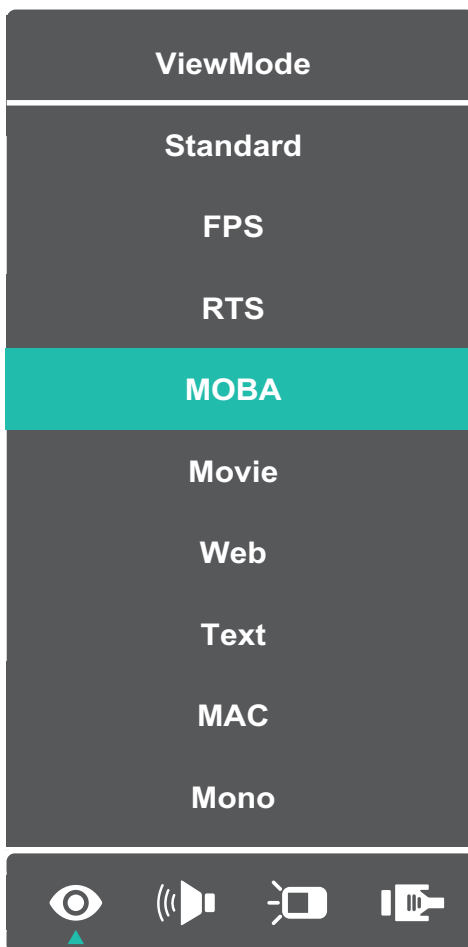 ViewMode
Standard
FPS
RTS
MOBA
Movie
Web
Text
MAC
Mono